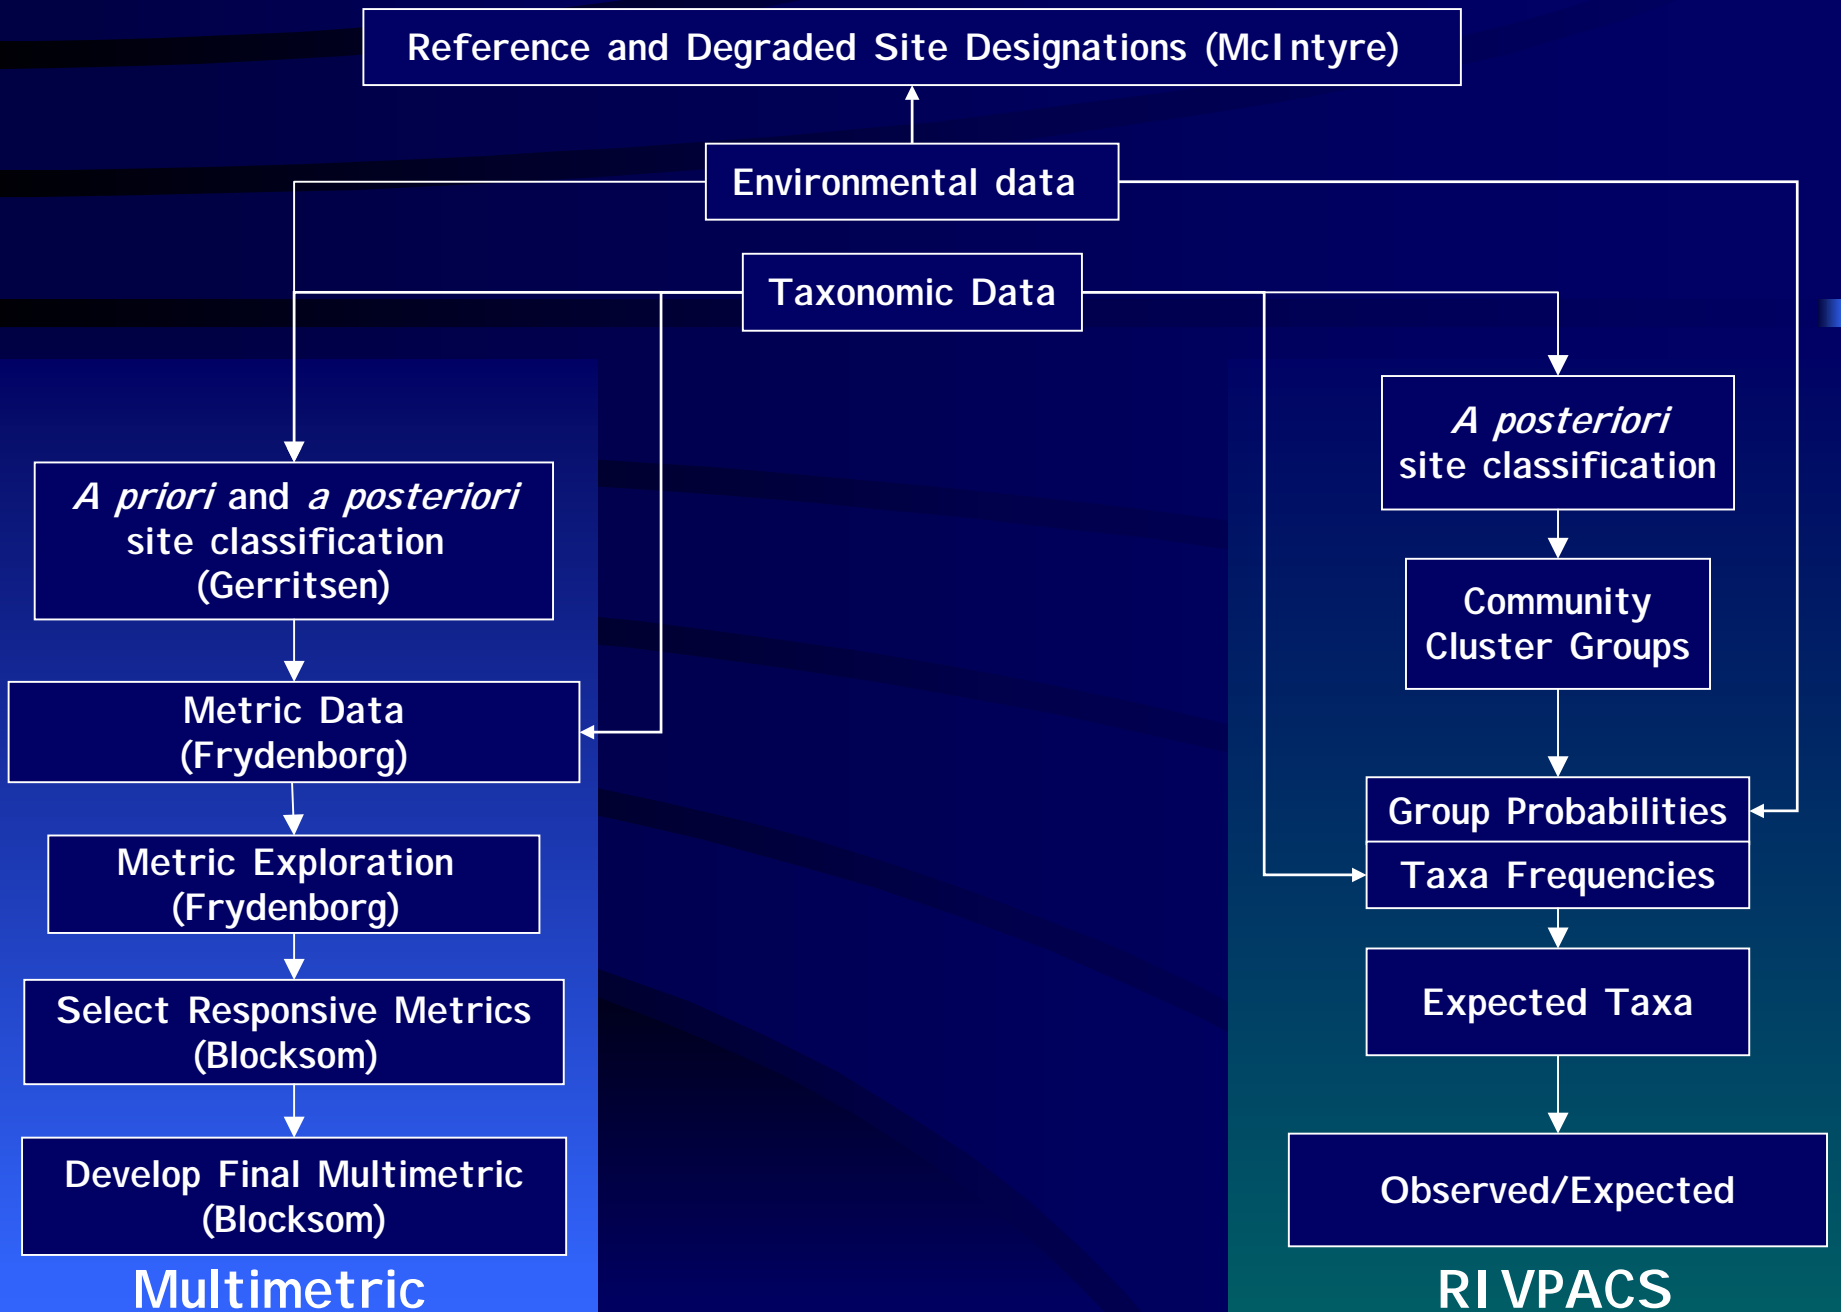 Reference and Degraded Site Designations (McIntyre)
Environmental data
Taxonomic Data
A priori and a posteriori
site classification
(Gerritsen)
Metric Data
(Frydenborg)
Metric Exploration
(Frydenborg)
Select Responsive Metrics
(Blocksom)
Develop Final Multimetric
(Blocksom)
Multimetric
A posteriori
site classification
Community
Cluster Groups
Group Probabilities
Taxa Frequencies
Expected Taxa
Observed/Expected
RIVPACS